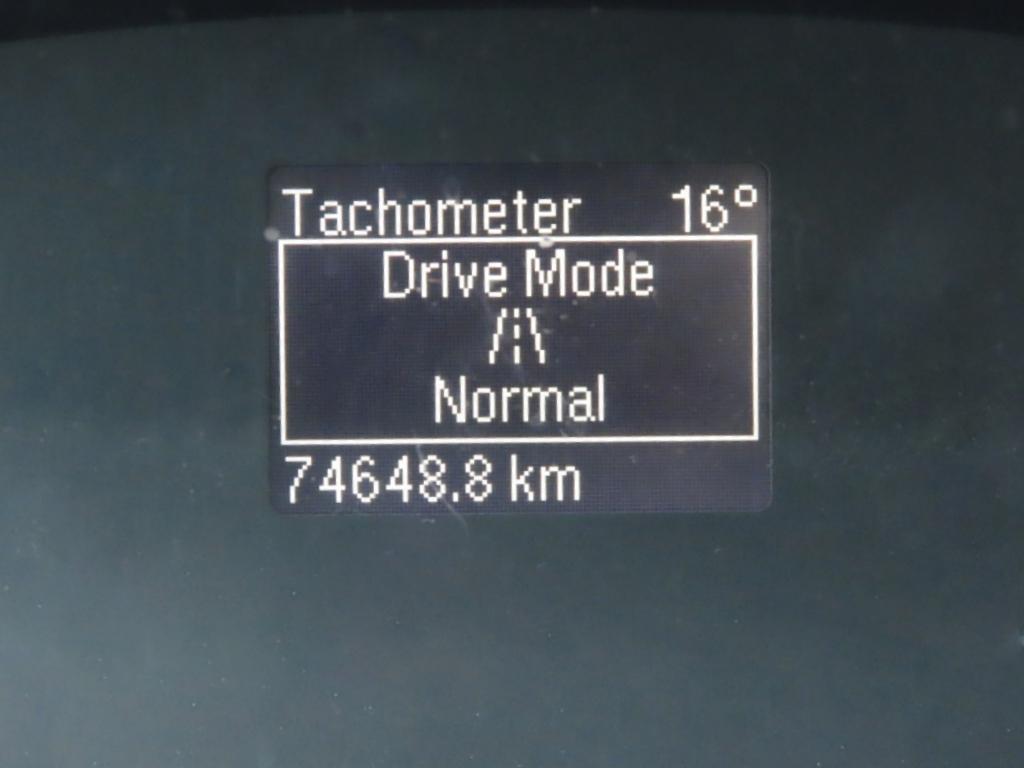 Tachometer 16°
Drive Mode
Normal
74648.8 km